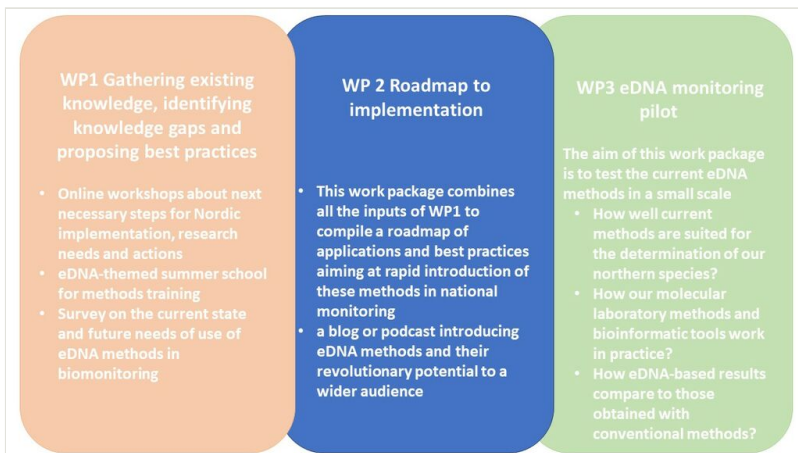 WP1 Gathering existing
knowledge, identifying
knowledge gaps and
proposing best practices
• Online workshops about next
necessary steps for Nordic
implementation, research
needs and actions
• eDNA-themed summer school
for methods training
• Survey on the current state
and future needs of use of
eDNA methods in
biomonitoring
WP 2 Roadmap to
implementation
• This work package combines
all the inputs of WP1 to
compile a roadmap of
applications and best practices
aiming at rapid introduction of
these methods in national
monitoring
• a blog or podcast introducing
eDNA methods and their
revolutionary potential to a
wider audience
WP3 eDNA monitoring
pilot
The aim of this work package
is to test the current eDNA
methods in a small scale
• How well current
methods are suited for
the determination of our
northern species?
• How our molecular
laboratory methods and
bioinformatic tools work
in practice?
• How eDNA-based results
compare to those
obtained with
conventional methods?